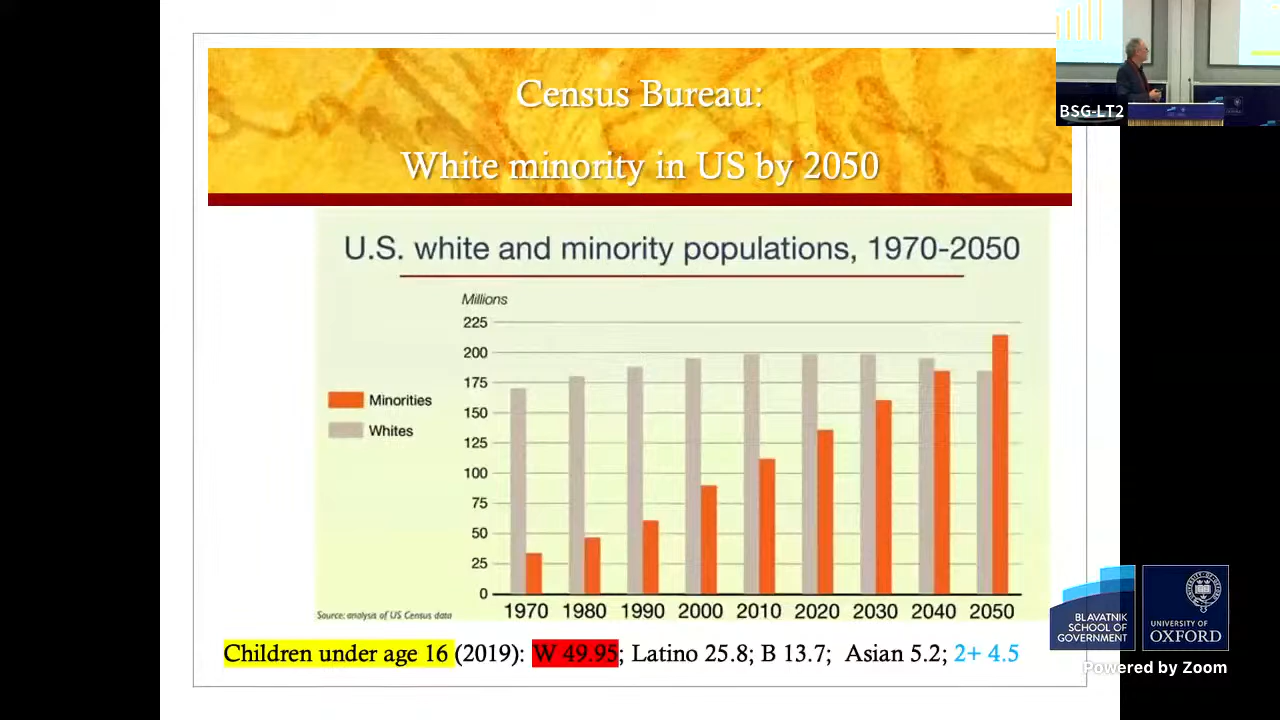 Census Bureau:
White minority in US by 2050
BSG-LT2
U.S. white and minority populations, 1970-2050
Millions
225
200
175
150
125
100
75
50
25
0
Minorities
Whites
1970 1980 1990 2000 2010 2020 2030 2040 2050
Source: analysis of US Census data
Children under age 16 (2019): W 49.95; Latino 25.8; B 13.7; Asian 5.2; 2+ 4.5
BLAVATNIK
SCHOOL OF
GOVERNMENT
UNIVERSITY OF
OXFORD
Powered by Zoom